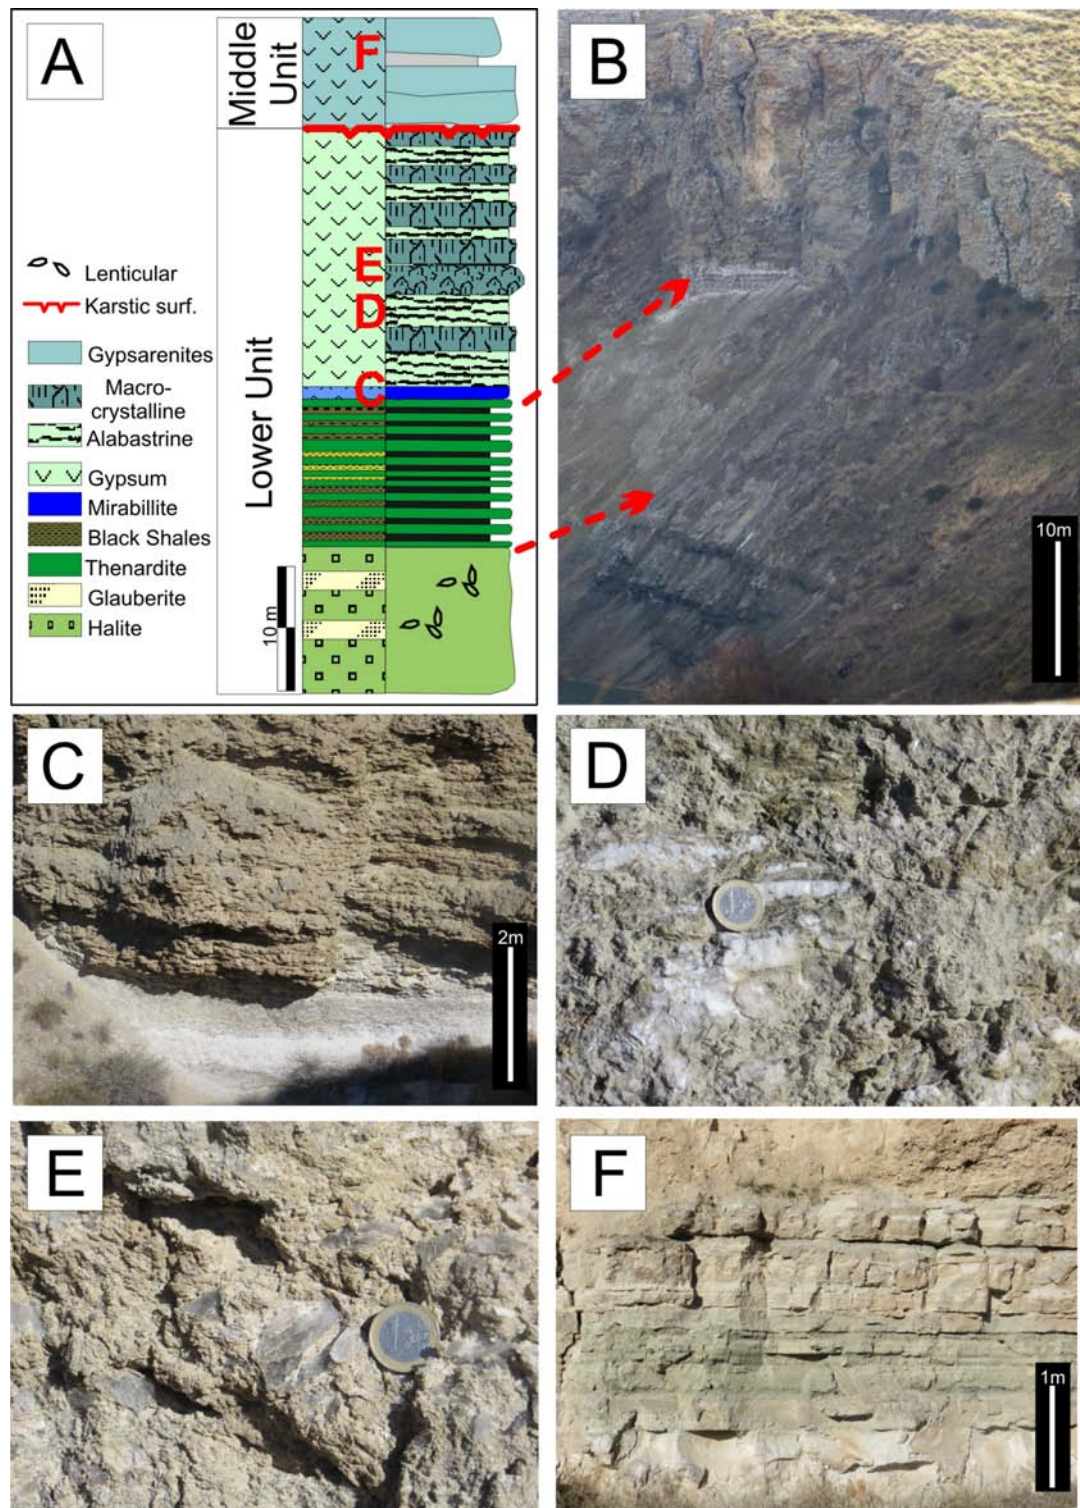 A
Middle
Unit
F
E
D
C
Lower Unit
Lenticular
Karstic surf.
Gypsarenites
Macro-
crystalline
Alabastrine
Gypsum
Mirabillite
Black Shales
Thenardite
Glauberite
Halite
10 m
B
10m
C
2m
D
E
F
1m